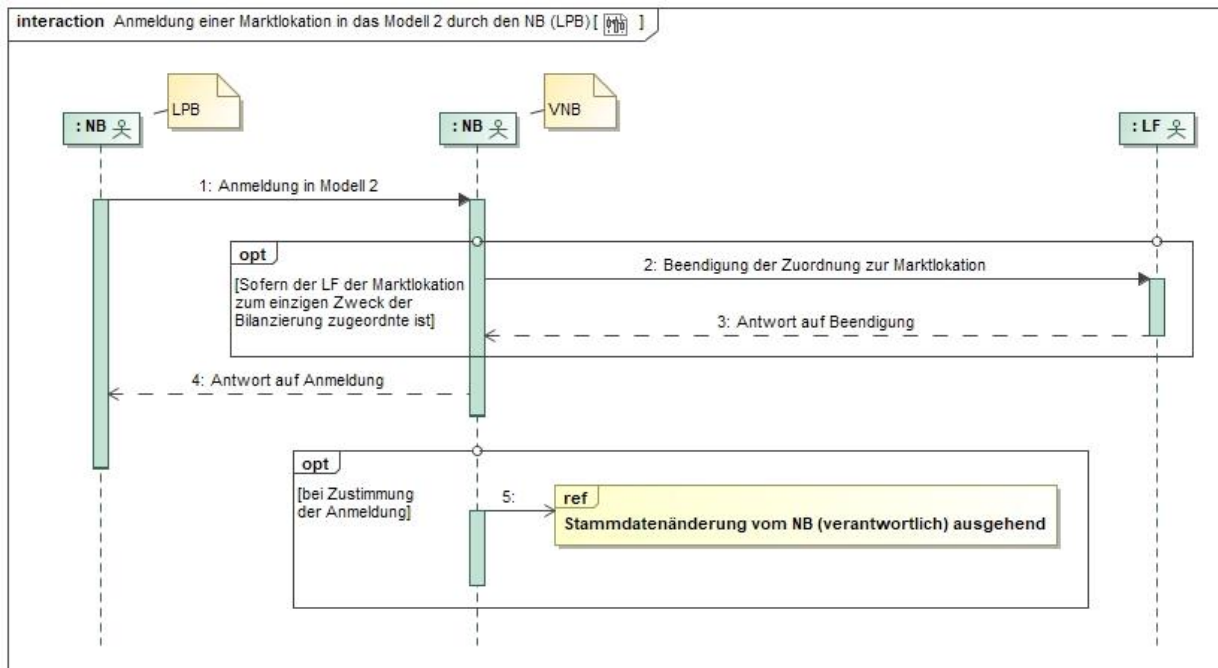 interaction Anmeldung einer Marktlokation in das Modell 2 durch den NB (LPB) [ ]
LPB
VNB
: NB
: NB
: LF
1: Anmeldung in Modell 2
opt
[Sofern der LF der Marktlokation
zum einzigen Zweck der
Bilanzierung zugeordnte ist]
2: Beendigung der Zuordnung zur Marktlokation
3: Antwort auf Beendigung
4: Antwort auf Anmeldung
opt
[bei Zustimmung
der Anmeldung]
5:
ref
Stammdatenänderung vom NB (verantwortlich) ausgehend